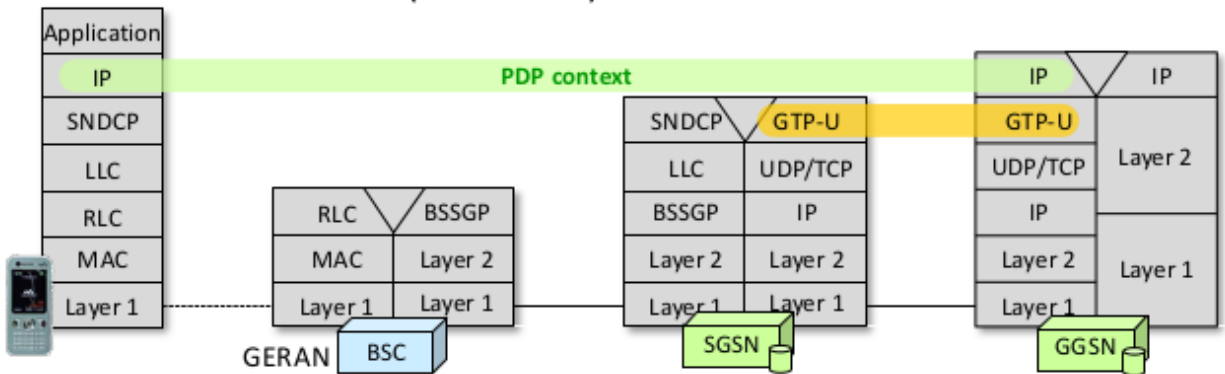 Application
IP
PDP context
IP
IP
SNDCP
SNDCP
GTP-U
GTP-U
Layer 2
LLC
LLC
UDP/TCP
UDP/TCP
RLC
RLC
BSSGP
BSSGP
IP
IP
MAC
MAC
Layer 2
Layer 2
Layer 2
Layer 2
Layer 1
Layer 1
Layer 1
Layer 1
Layer 1
Layer 1
Layer 1
GERAN
BSC
SGSN
GGSN